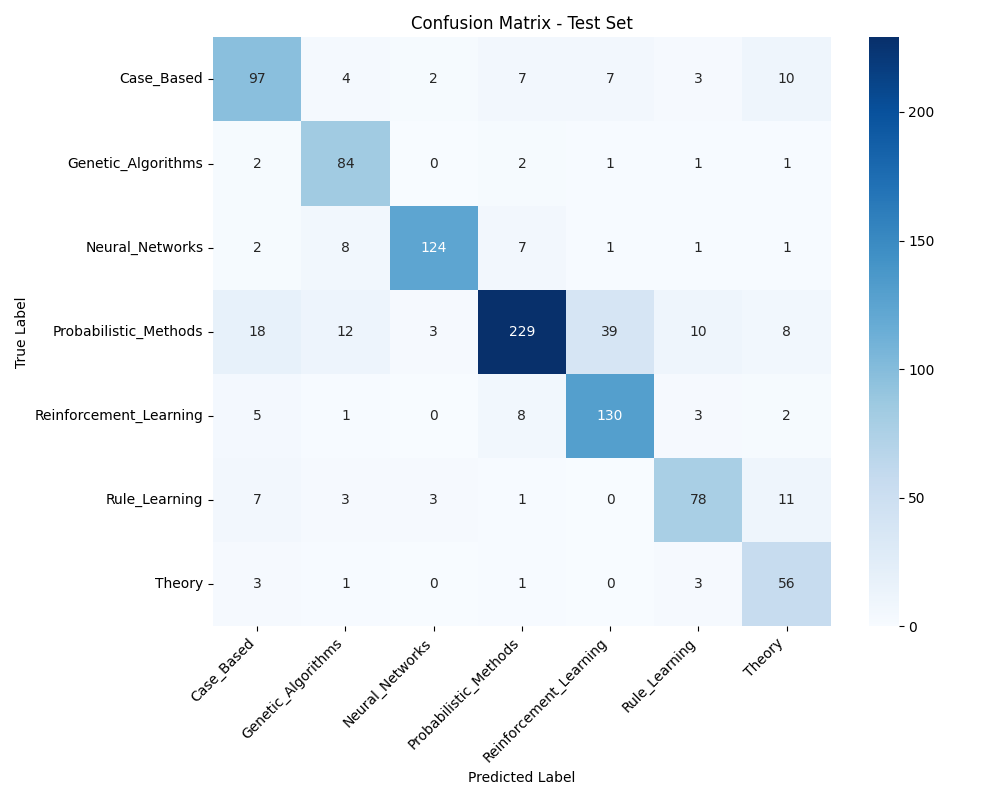 Confusion Matrix - Test Set
True Label
Case_Based 97 4 2 7 7 3 10
Genetic_Algorithms 2 84 0 2 1 1 1
Neural_Networks 2 8 124 7 1 1 1
Probabilistic_Methods 18 12 3 229 39 10 8
Reinforcement_Learning 5 1 0 8 130 3 2
Rule_Learning 7 3 3 1 0 78 11
Theory 3 1 0 1 0 3 56
Case_Based Genetic_Algorithms Neural_Networks Probabilistic_Methods Reinforcement_Learning Rule_Learning Theory
Predicted Label
200
150
100
50
0